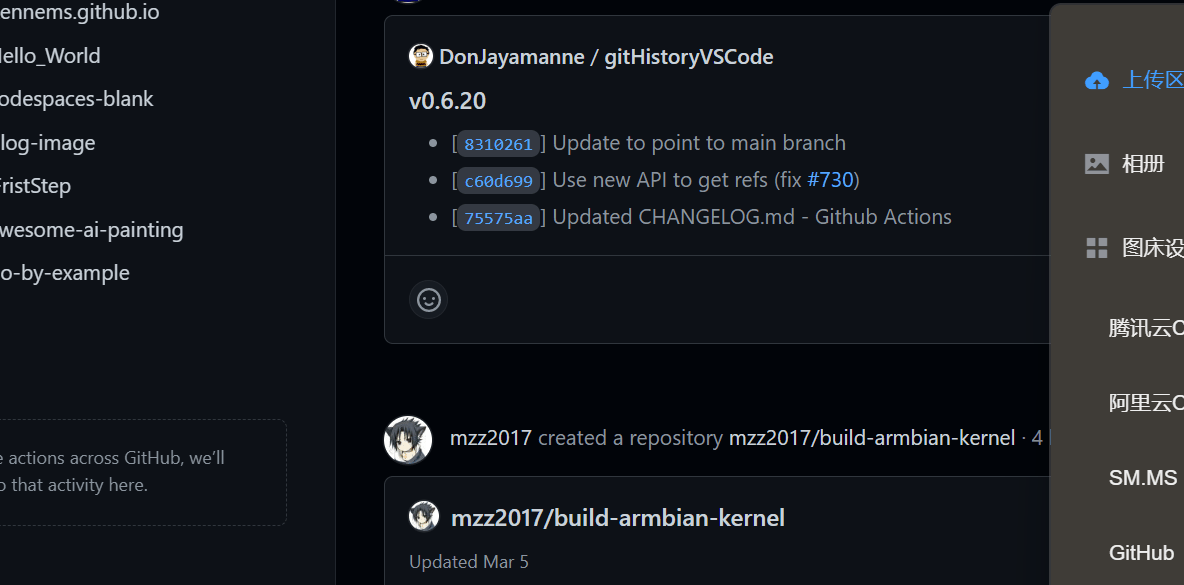 ennems.github.io
ello_World
odespaces-blank
log-image
ristStep
wesome-ai-painting
o-by-example
e actions across GitHub, we'll
o that activity here.
DonJayamanne / gitHistoryVSCode
v0.6.20
[8310261] Update to point to main branch
[c60d699] Use new API to get refs (fix #730)
[75575aa] Updated CHANGELOG.md - Github Actions
mzz2017 created a repository mzz2017/build-armbian-kernel · 4
mzz2017/build-armbian-kernel
Updated Mar 5
上传区
相册
图床设
腾讯云C
阿里云C
SM.MS
GitHub